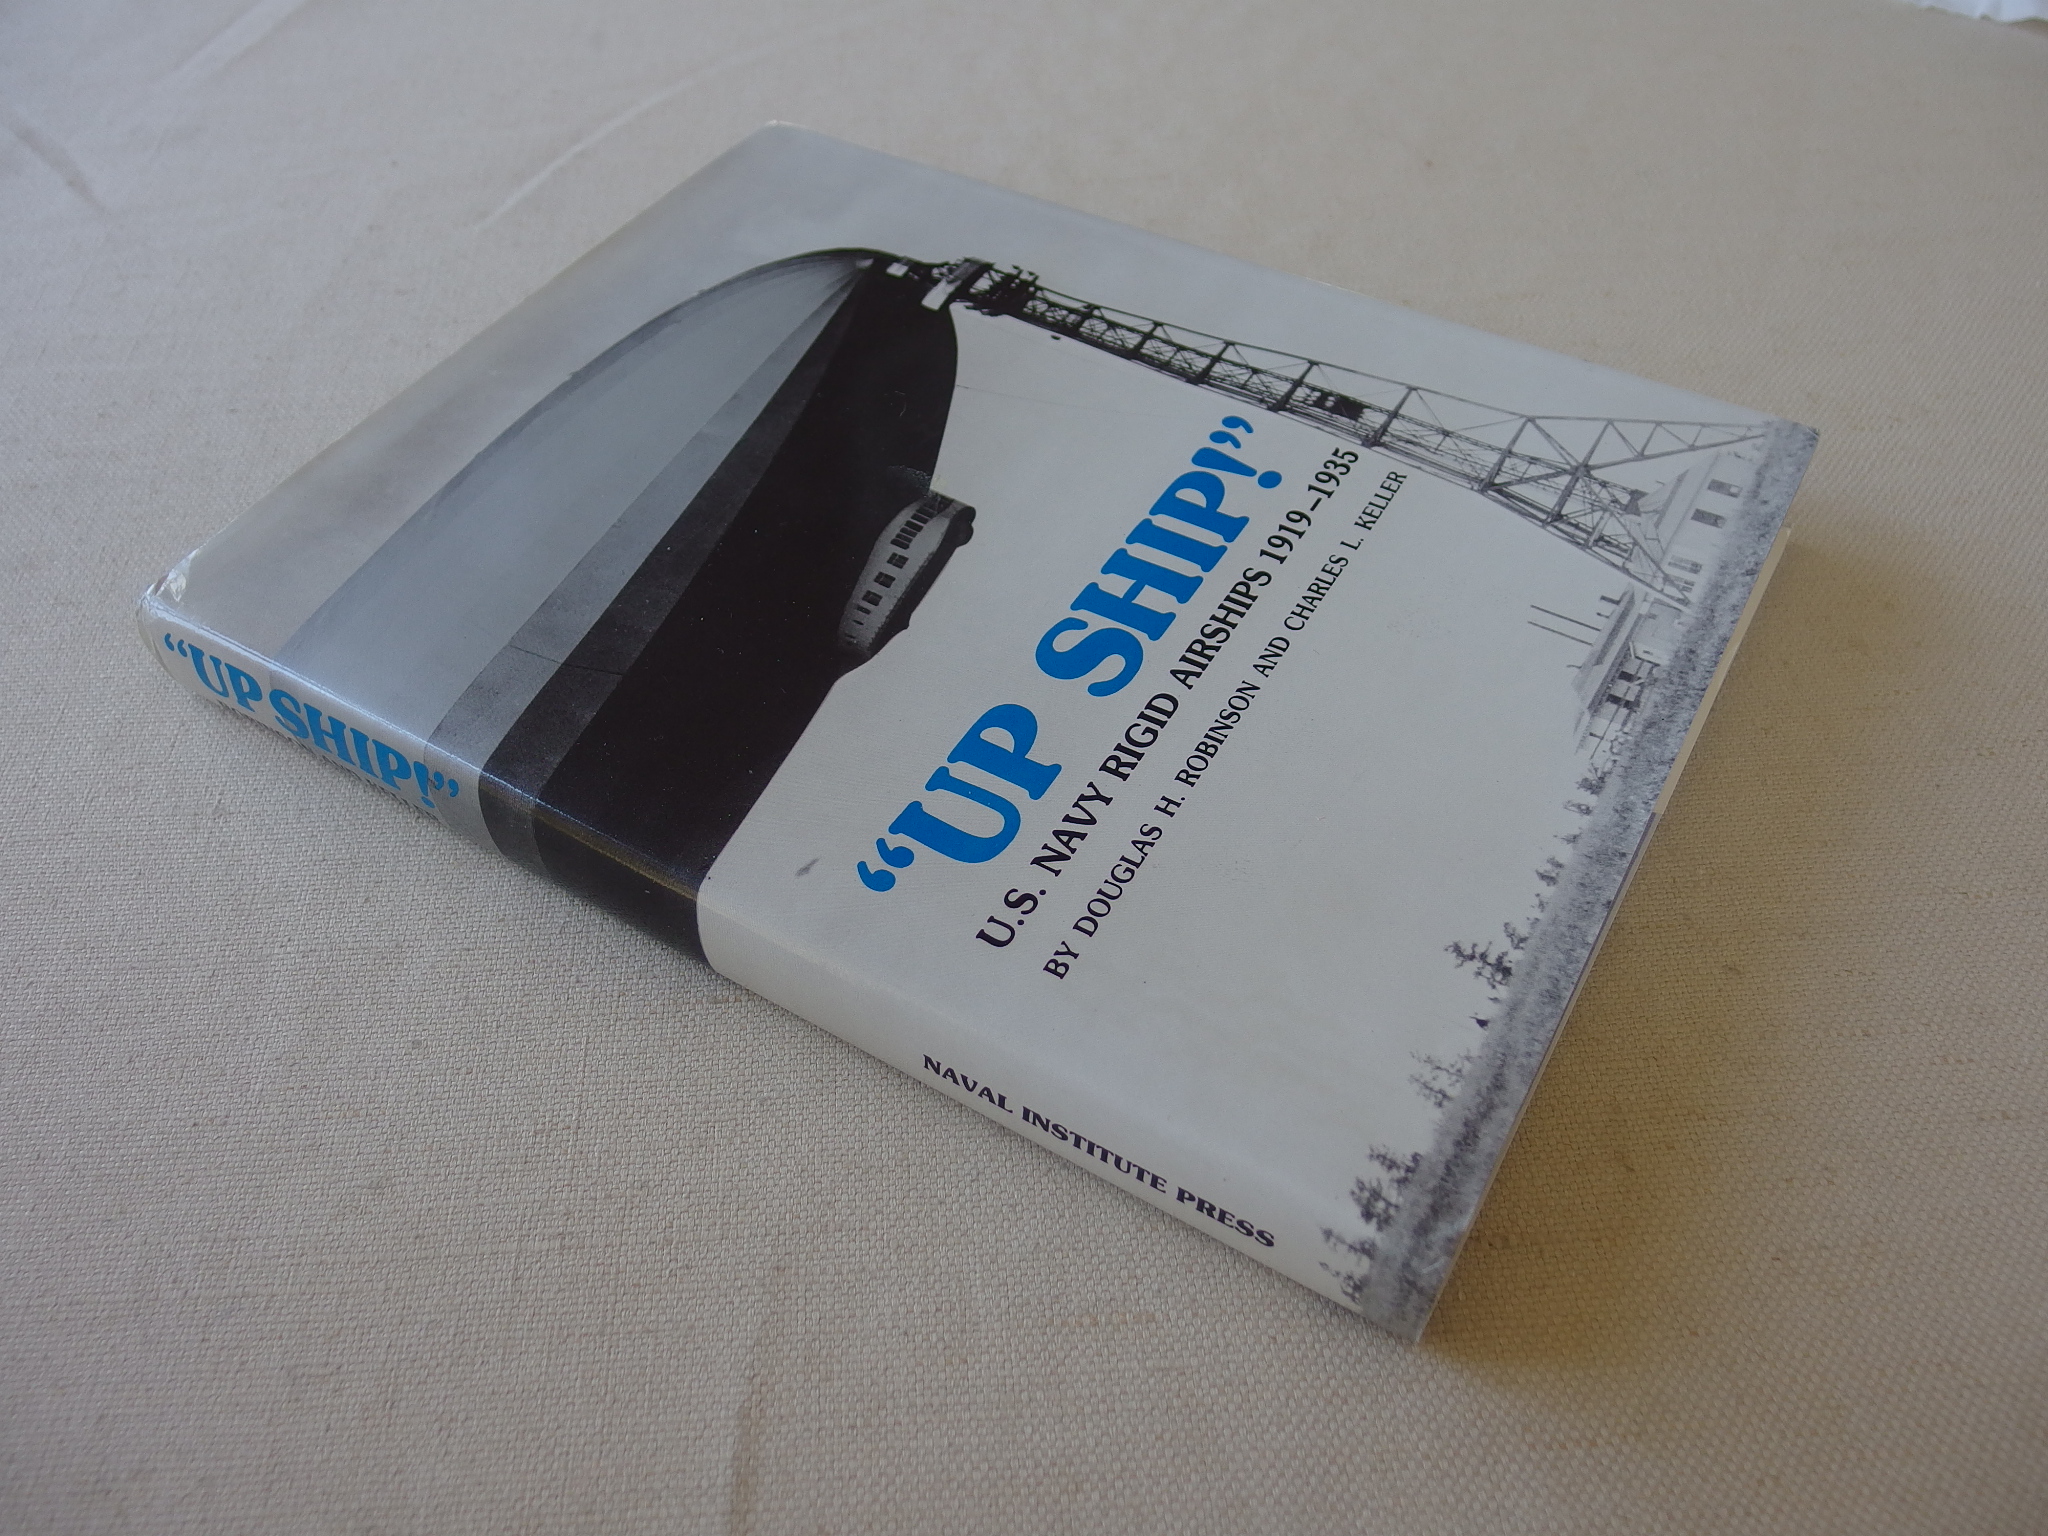 “UP SHIP!”
U.S. NAVY RIGID AIRSHIPS 1919–1935
BY DOUGLAS H. ROBINSON AND CHARLES L. KELLER
“UP SHIP!”
NAVAL INSTITUTE PRESS